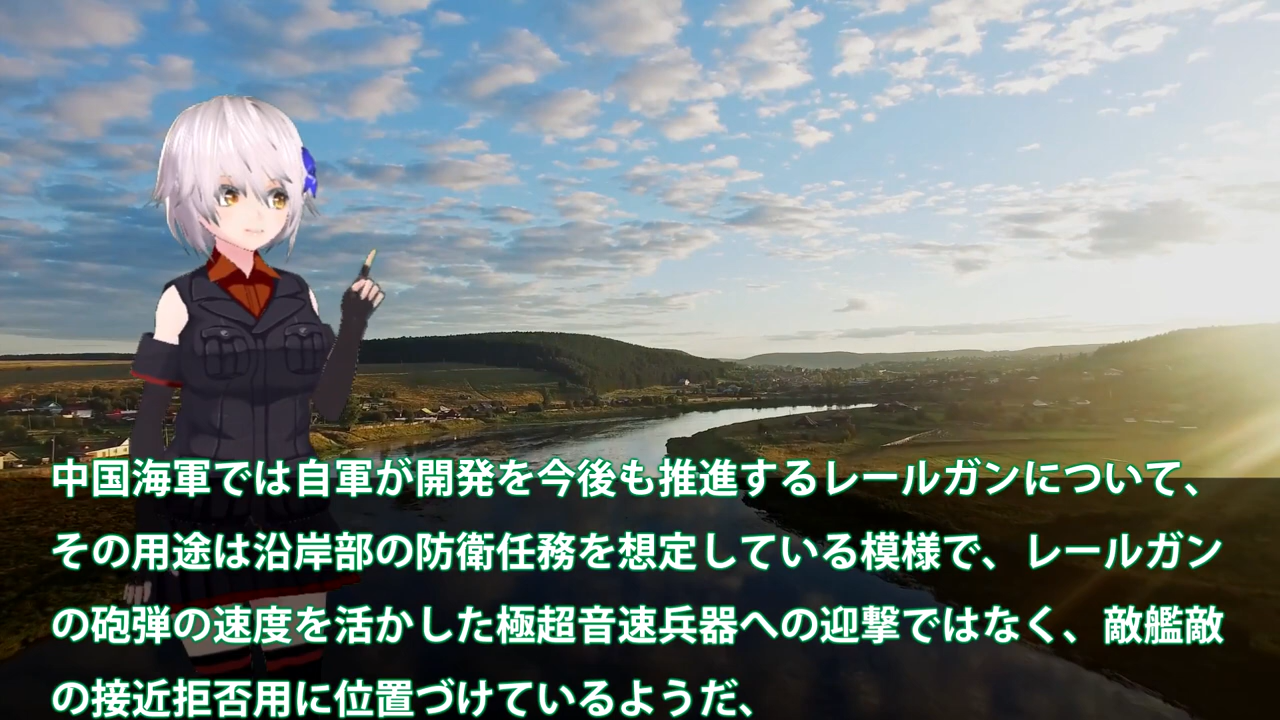 中国海軍では自軍が開発を今後も推進するレールガンについて、
その用途は沿岸部の防衛任務を想定している模様で、レールガン
の砲弾の速度を活かした極超音速兵器への迎撃ではなく、敵艦敵
の接近拒否用に位置づけているようだ、